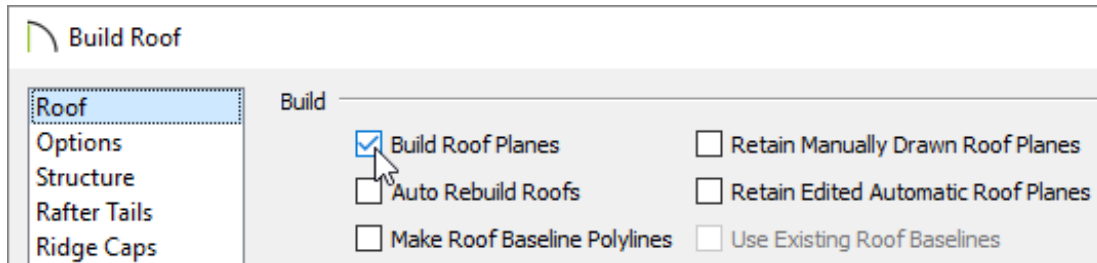 Build Roof
Roof
Options
Structure
Rafter Tails
Ridge Caps
Build
Build Roof Planes
Retain Manually Drawn Roof Planes
Auto Rebuild Roofs
Retain Edited Automatic Roof Planes
Make Roof Baseline Polylines
Use Existing Roof Baselines